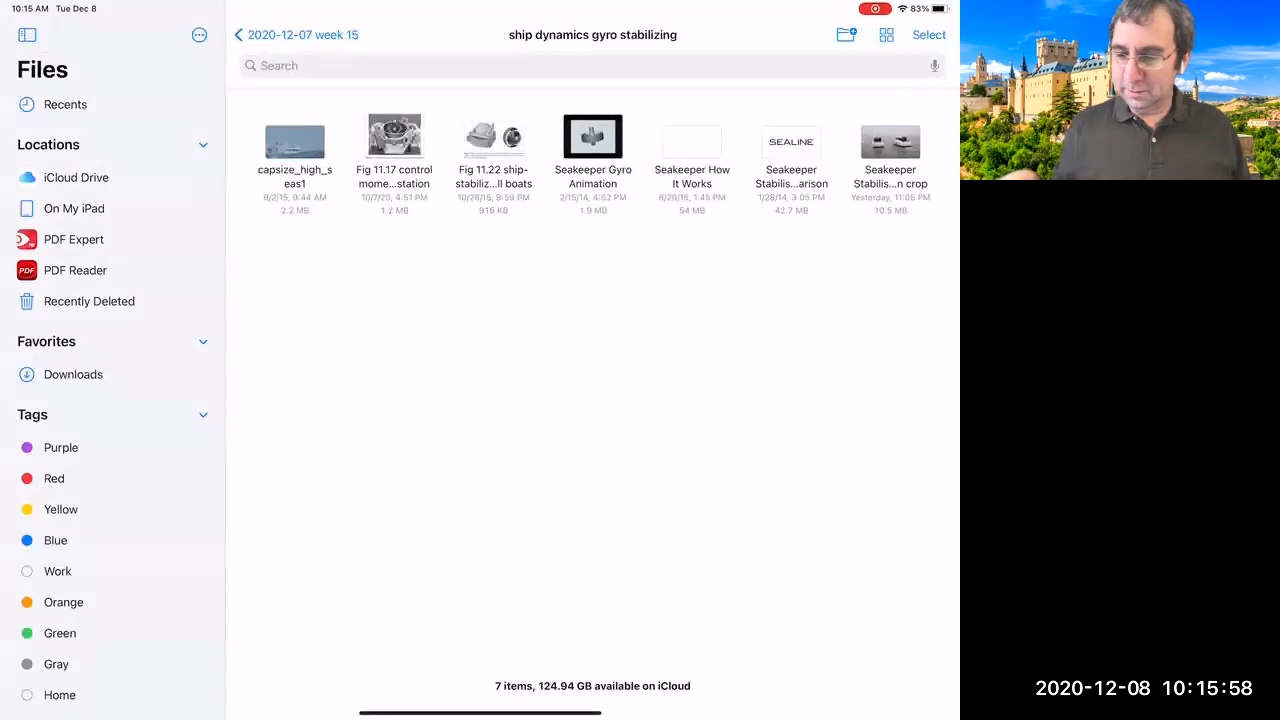 10:15 AM Tue Dec 8
83%
2020-12-07 week 15
ship dynamics gyro stabilizing
Select
Files
Search
Recents
Locations
iCloud Drive
On My iPad
PDF Expert
PDF
PDF Reader
Recently Deleted
Favorites
Downloads
Tags
Purple
Red
Yellow
Blue
Work
Orange
Green
Gray
Home
capsize_high_s
eas1
9/2/15, 9:44 AM
2.2 MB
Fig 11.17 control
mome...station
10/7/20, 4:51 PM
1.2 MB
Fig 11.22 ship-
stabiliz...ll boats
10/28/15, 9:59 PM
916 KB
Seakeeper Gyro
Animation
2/15/14, 4:52 PM
1.9 MB
Seakeeper How
It Works
8/29/15, 1:45 PM
54 MB
SEALINE
Seakeeper
Stabilis...arison
1/28/14, 3:05 PM
42.7 MB
Seakeeper
Stabilis...n crop
Yesterday, 11:05 PM
10.5 MB
7 items, 124.94 GB available on iCloud
2020-12-08 10:15:58